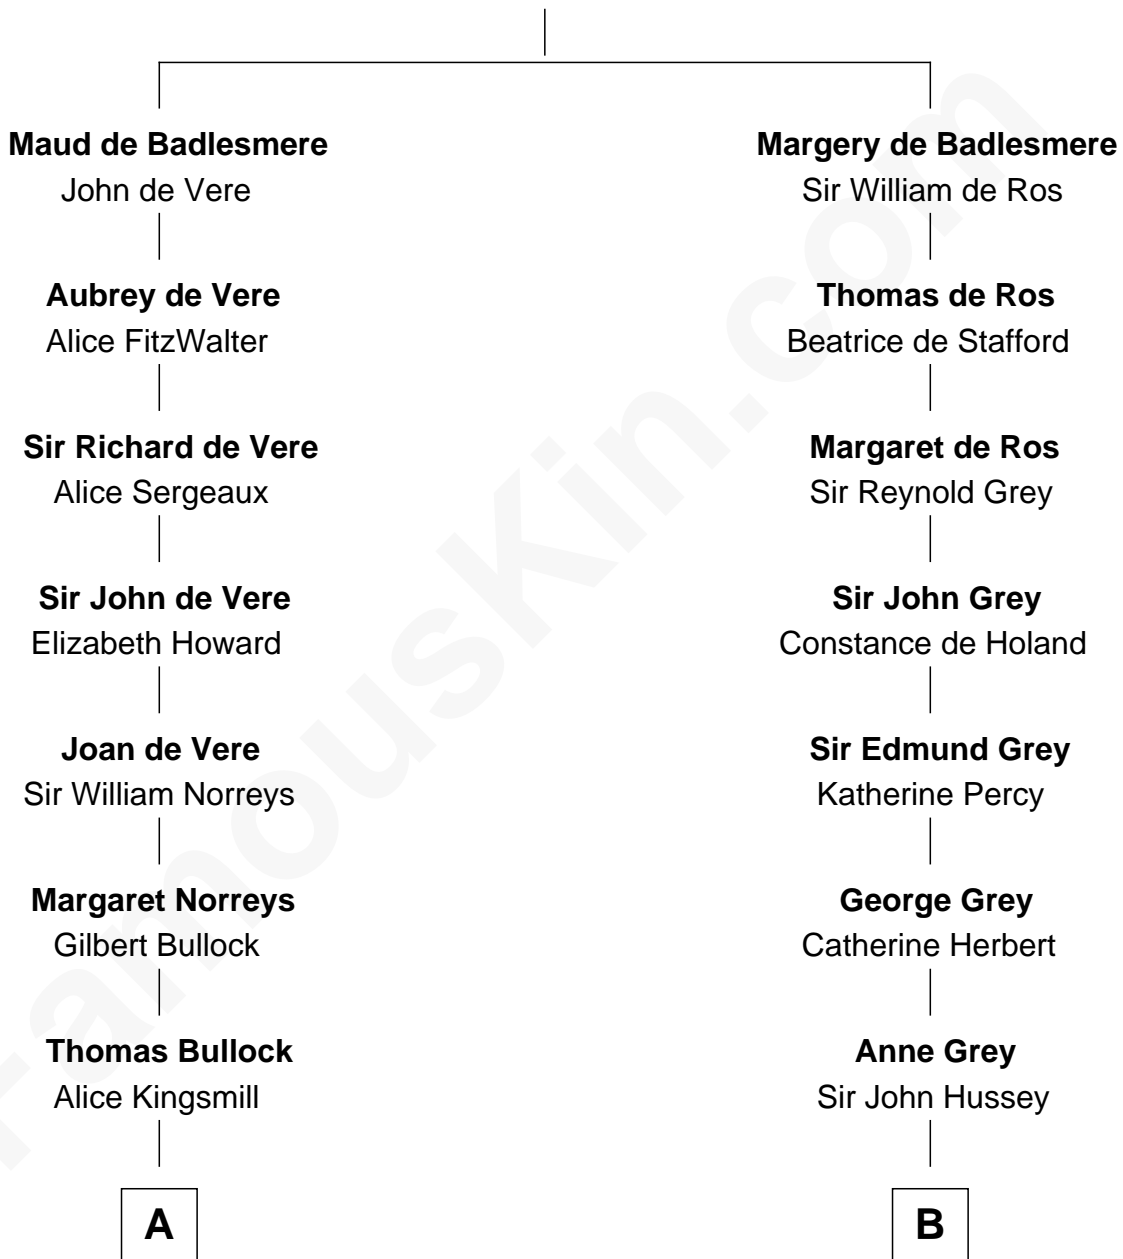 Maud de Badlesmere
John de Vere
Margery de Badlesmere
Sir William de Ros
Aubrey de Vere
Alice FitzWalter
Thomas de Ros
Beatrice de Stafford
Sir Richard de Vere
Alice Sergeaux
Margaret de Ros
Sir Reynold Grey
Sir John de Vere
Elizabeth Howard
Sir John Grey
Constance de Holand
Joan de Vere
Sir William Norreys
Sir Edmund Grey
Katherine Percy
Margaret Norreys
Gilbert Bullock
George Grey
Catherine Herbert
Thomas Bullock
Alice Kingsmill
Anne Grey
Sir John Hussey
A
B
FamousKin.com